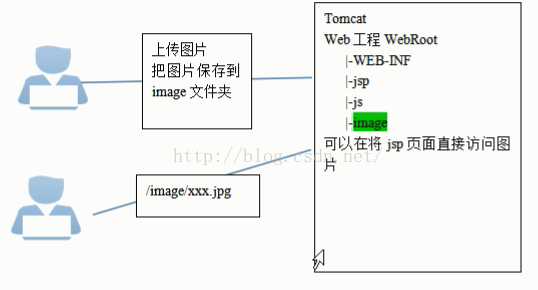 上传图片
把图片保存到
image 文件夹
/image/xxx.jpg
Tomcat
Web 工程 WebRoot
|-WEB-INF
|-jsp
|-js
|-image
可以在将 jsp 页面直接访问图
片
http://blog.csdn.net/